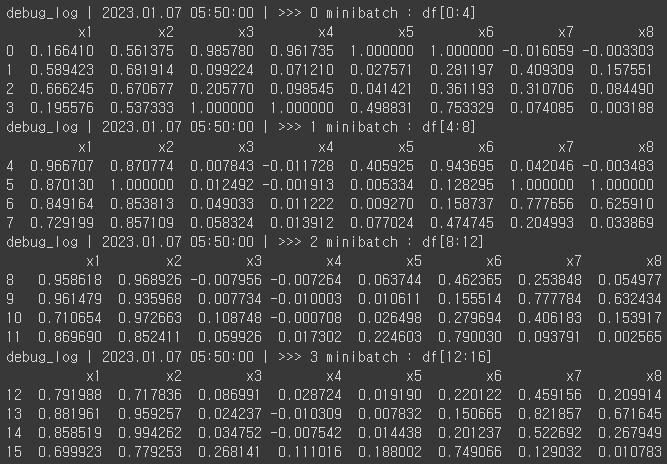 debug_log | 2023.01.07 05:50:00 | >>> 0 minibatch : df[0:4]
x1 x2 x3 x4 x5 x6 x7 x8
0 0.166410 0.561375 0.985780 0.961735 1.000000 1.000000 -0.016059 -0.003303
1 0.589423 0.681914 0.099224 0.071210 0.027571 0.281197 0.409309 0.157551
2 0.666245 0.670677 0.205770 0.098545 0.041421 0.361193 0.310706 0.084490
3 0.195576 0.537333 1.000000 1.000000 0.498831 0.753329 0.074085 0.003188
debug_log | 2023.01.07 05:50:00 | >>> 1 minibatch : df[4:8]
x1 x2 x3 x4 x5 x6 x7 x8
4 0.966707 0.870774 0.007843 -0.011728 0.405925 0.943695 0.042046 -0.003483
5 0.870130 1.000000 0.012492 -0.001913 0.005334 0.128295 1.000000 1.000000
6 0.849164 0.853813 0.049033 0.011222 0.009270 0.158737 0.777656 0.625910
7 0.729199 0.857109 0.058324 0.013912 0.077024 0.474745 0.204993 0.033869
debug_log | 2023.01.07 05:50:00 | >>> 2 minibatch : df[8:12]
x1 x2 x3 x4 x5 x6 x7 x8
8 0.958618 0.968926 -0.007956 -0.007264 0.063744 0.462365 0.253848 0.054977
9 0.961479 0.935968 0.007734 -0.010003 0.010611 0.155514 0.777784 0.632434
10 0.710654 0.972663 0.108748 -0.000708 0.026498 0.279694 0.406183 0.153917
11 0.869690 0.852411 0.059926 0.017302 0.224603 0.790030 0.093791 0.002565
debug_log | 2023.01.07 05:50:00 | >>> 3 minibatch : df[12:16]
x1 x2 x3 x4 x5 x6 x7 x8
12 0.791988 0.717836 0.086991 0.028724 0.019190 0.220122 0.459156 0.209914
13 0.881961 0.959257 0.024237 -0.010309 0.007832 0.150665 0.821857 0.671645
14 0.858519 0.994262 0.034752 -0.007542 0.014438 0.201237 0.522692 0.267949
15 0.699923 0.779253 0.268141 0.111016 0.188002 0.749066 0.129032 0.010783